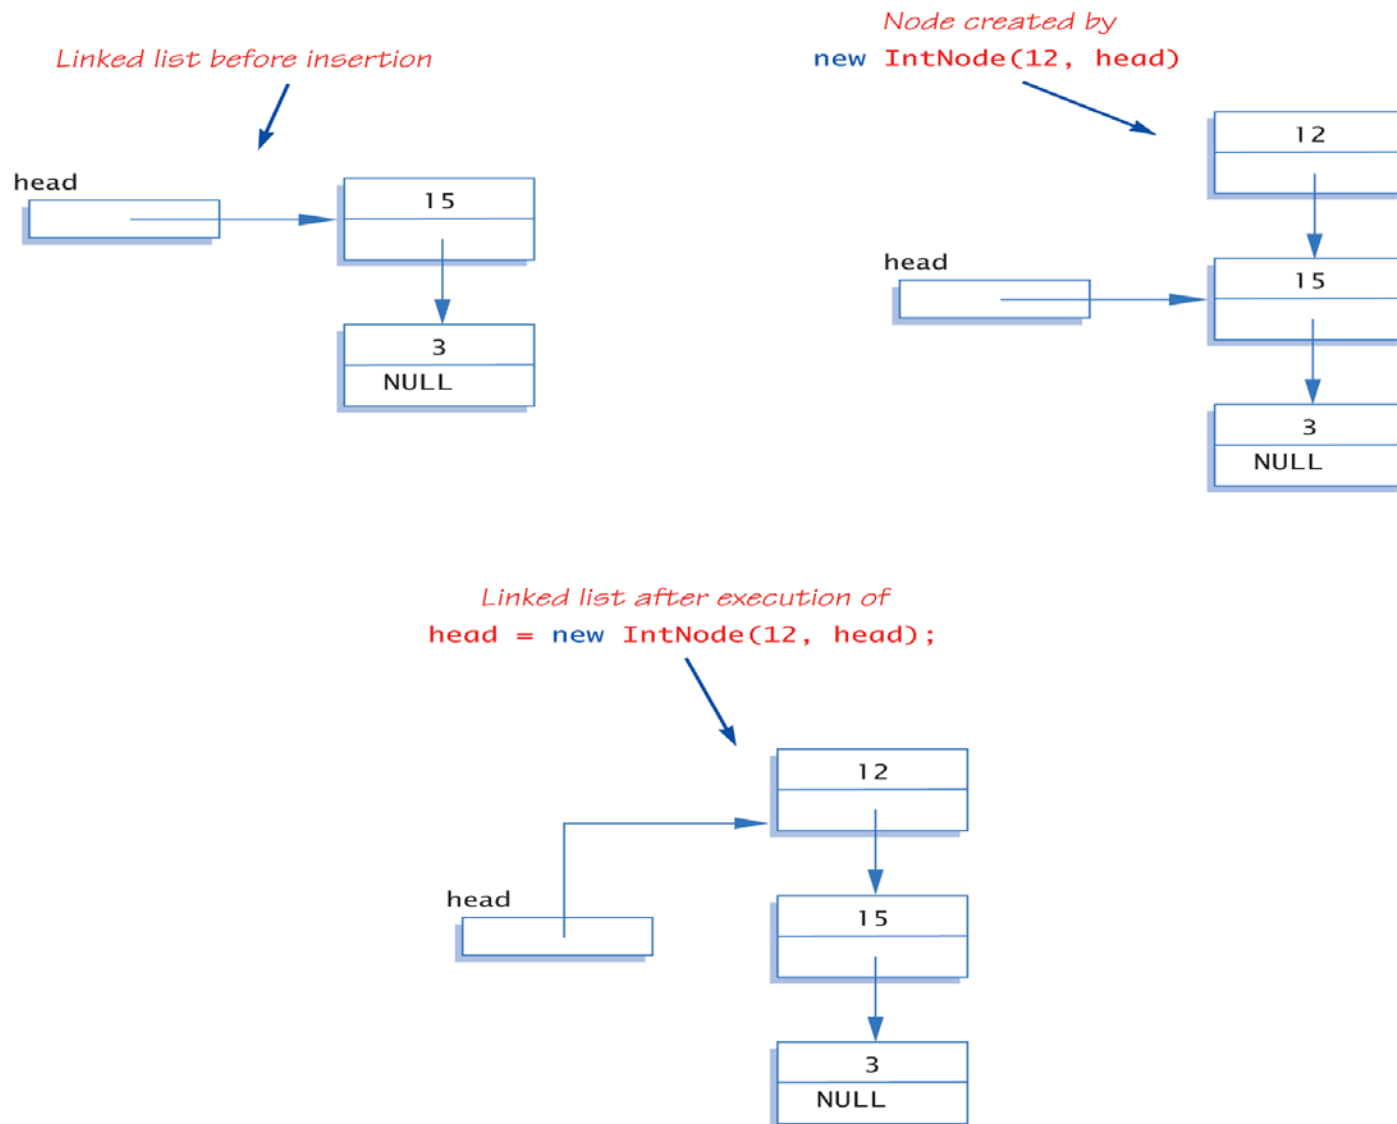 Linked list before insertion
head
15
3
NULL
Node created by
new IntNode(12, head)
12
head
15
3
NULL
Linked list after execution of
head = new IntNode(12, head);
12
head
15
3
NULL